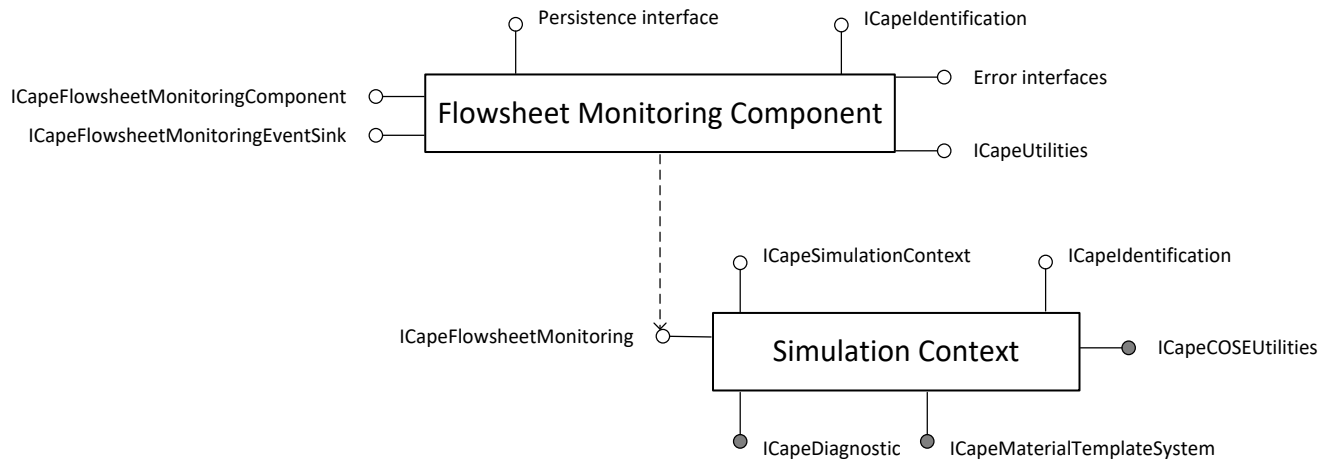 Persistence interface
ICapeIdentification
Error interfaces
ICapeFlowsheetMonitoringComponent
Flowsheet Monitoring Component
ICapeFlowsheetMonitoringEventSink
ICapeUtilities
ICapeSimulationContext
ICapeIdentification
ICapeFlowsheetMonitoring
Simulation Context
ICapeCOSEUtilities
ICapeDiagnostic
ICapeMaterialTemplateSystem